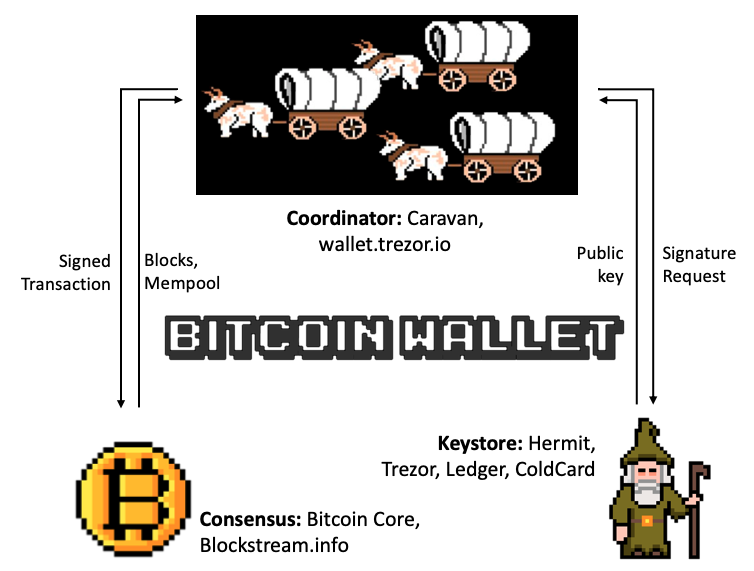 Coordinator: Caravan,
wallet.trezor.io
Signed
Transaction
Blocks,
Mempool
Public
key
Signature
Request
BITCOIN WALLET
Keystore: Hermit,
Trezor, Ledger, ColdCard
Consensus: Bitcoin Core,
Blockstream.info